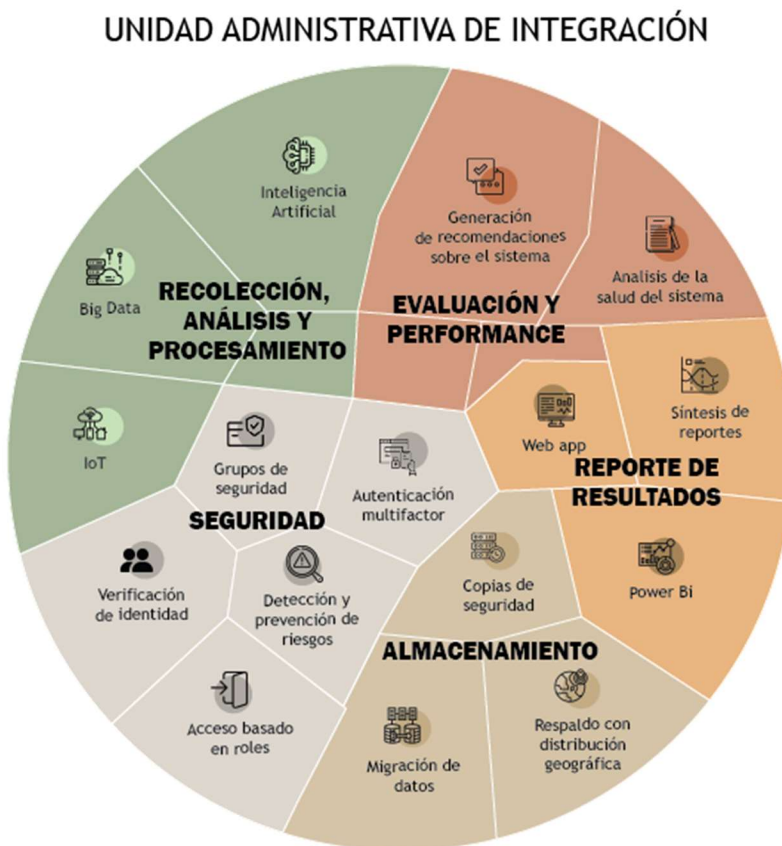 UNIDAD ADMINISTRATIVA DE INTEGRACIÓN
Inteligencia
Artificial
Big Data
IoT
RECOLECCIÓN,
ANÁLISIS Y
PROCESAMIENTO
Generación
de recomendaciones
sobre el sistema
Analisis de la
salud del sistema
EVALUACIÓN Y
PERFORMANCE
Web app
Síntesis de
reportes
REPORTE DE
RESULTADOS
Power Bi
Grupos de
seguridad
Autenticación
multifactor
SEGURIDAD
Verificación
de identidad
Detección y
prevención de
riesgos
Acceso basado
en roles
Copias de
seguridad
ALMACENAMIENTO
Migración de
datos
Respaldo con
distribución
geográfica